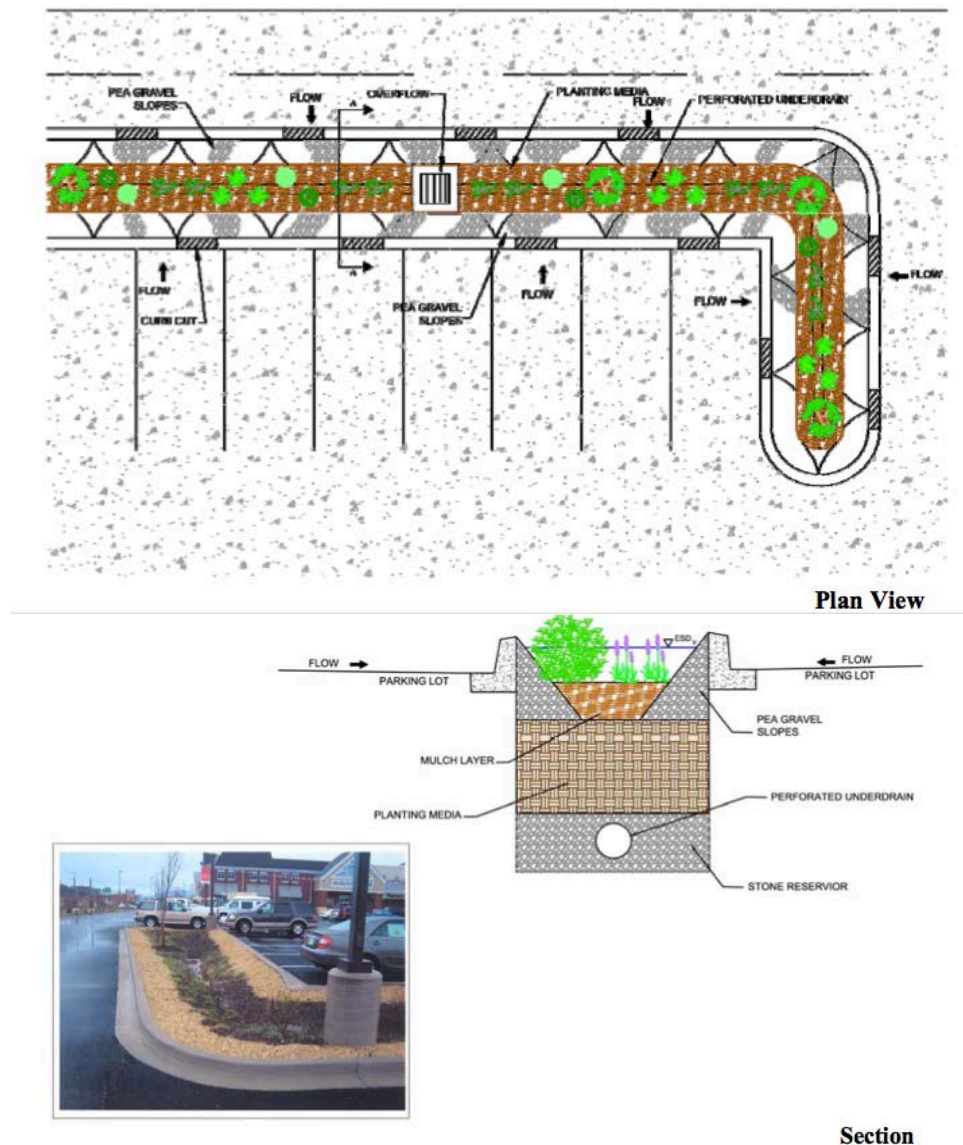 PEA GRAVEL
SLOPES
FLOW
OVERFLOW
PLANTING MEDIA
FLOW
PERFORATED UNDERDRAIN
A
A
FLOW
CURB CUT
PEA GRAVEL
SLOPES
FLOW
FLOW
FLOW
Plan View
FLOW
PARKING LOT
ESDv
FLOW
PARKING LOT
PEA GRAVEL
SLOPES
MULCH LAYER
PLANTING MEDIA
PERFORATED UNDERDRAIN
STONE RESERVIOR
Section